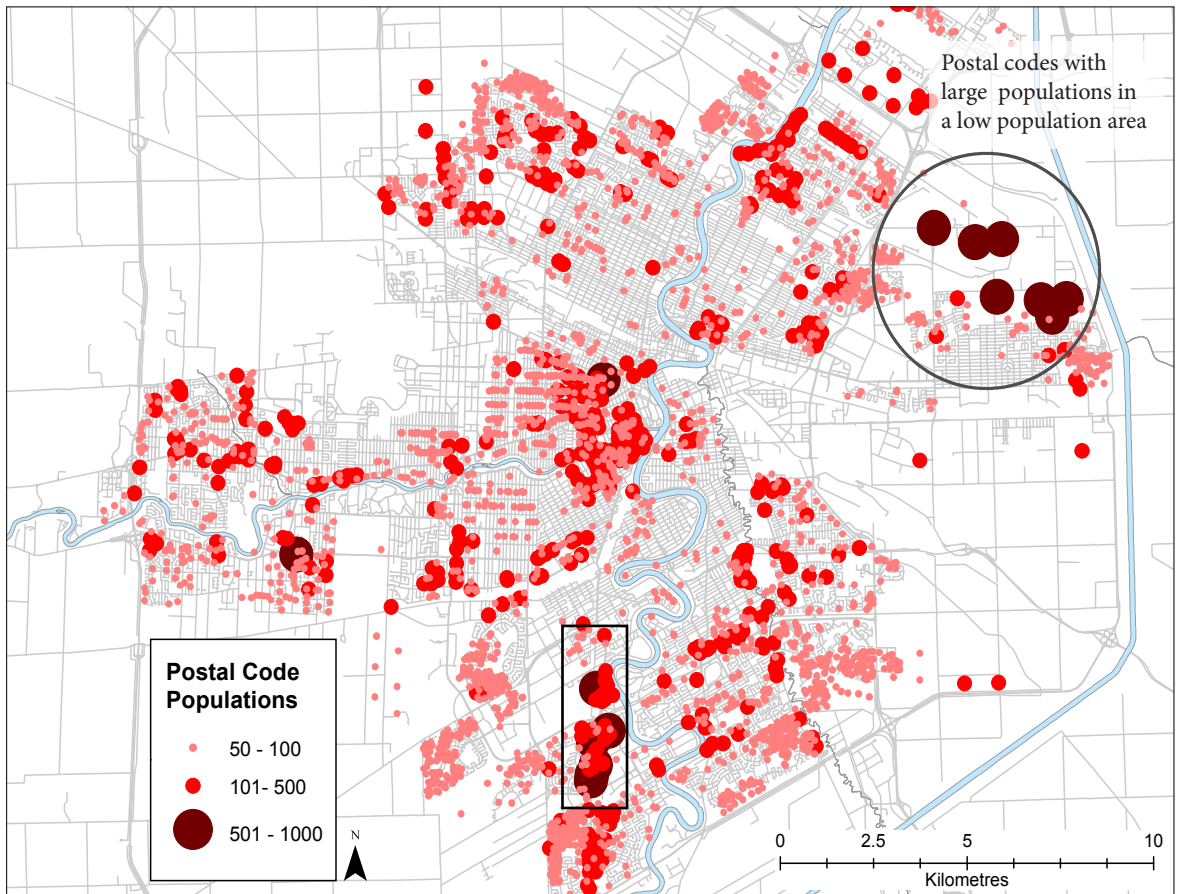 Postal codes with
large populations in
a low population area
Postal Code
Populations
50 - 100
101- 500
501 - 1000
N
0 2.5 5 10
Kilometres